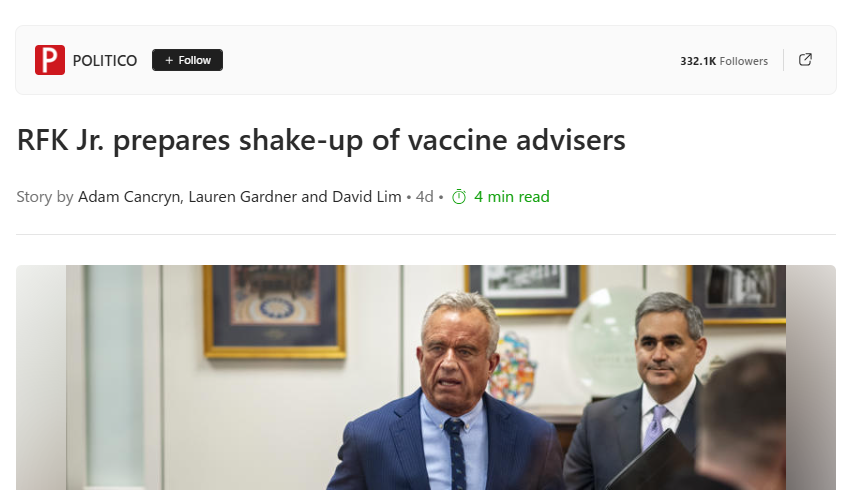 P POLITICO + Follow 332.1K Followers
RFK Jr. prepares shake-up of vaccine advisers
Story by Adam Cancryn, Lauren Gardner and David Lim • 4d • 4 min read